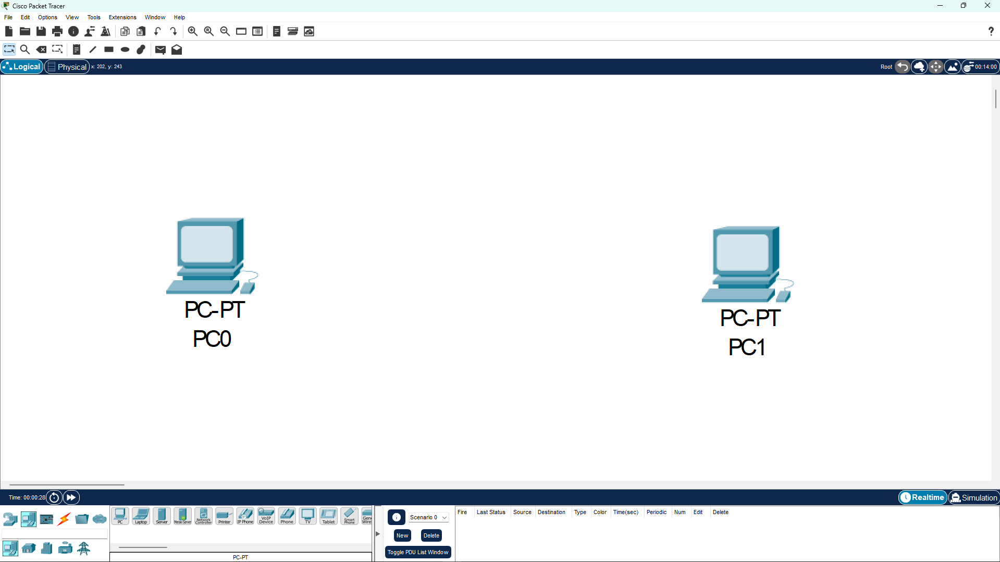 Cisco Packet Tracer
File Edit Options View Tools Extensions Window Help
?
Logical Physical x: 202, y: 243 Root 00:14:00
PC-PT
PC0
PC-PT
PC1
Time: 00:00:28 Realtime Simulation
PC Laptop Server Meraki Server Network Controller Printer IP Phone VoIP Device Phone TV Tablet Smart Phone Gene Wire
PC-PT
Scenario 0
New Delete
Toggle PDU List Window
Fire Last Status Source Destination Type Color Time(sec) Periodic Num Edit Delete